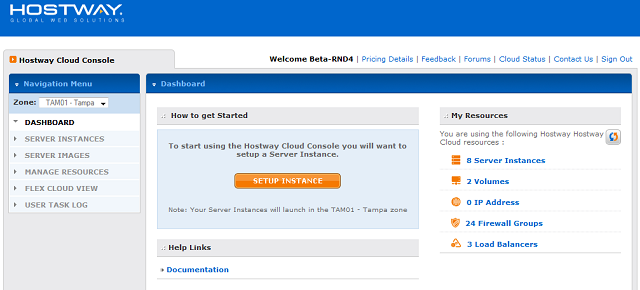 HOSTWAY.
GLOBAL WEB SOLUTIONS
Hostway Cloud Console
Welcome Beta-RND4 | Pricing Details | Feedback | Forums | Cloud Status | Contact Us | Sign Out
Navigation Menu
Zone: TAM01 - Tampa
DASHBOARD
SERVER INSTANCES
SERVER IMAGES
MANAGE RESOURCES
FLEX CLOUD VIEW
USER TASK LOG
Dashboard
.: How to get Started
To start using the Hostway Cloud Console you will want to
setup a Server Instance.
SETUP INSTANCE
Note: Your Server Instances will launch in the TAM01 - Tampa zone
.: Help Links
Documentation
.: My Resources
You are using the following Hostway Hostway
Cloud resources :
8 Server Instances
2 Volumes
0 IP Address
24 Firewall Groups
3 Load Balancers